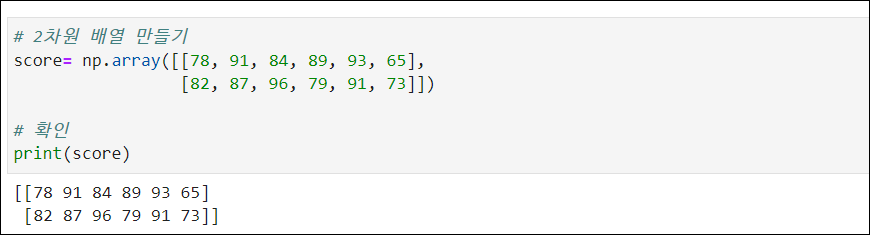 # 2차원 배열 만들기
score= np.array([[78, 91, 84, 89, 93, 65],
                 [82, 87, 96, 79, 91, 73]])
# 확인
print(score)
[[78 91 84 89 93 65]
 [82 87 96 79 91 73]]